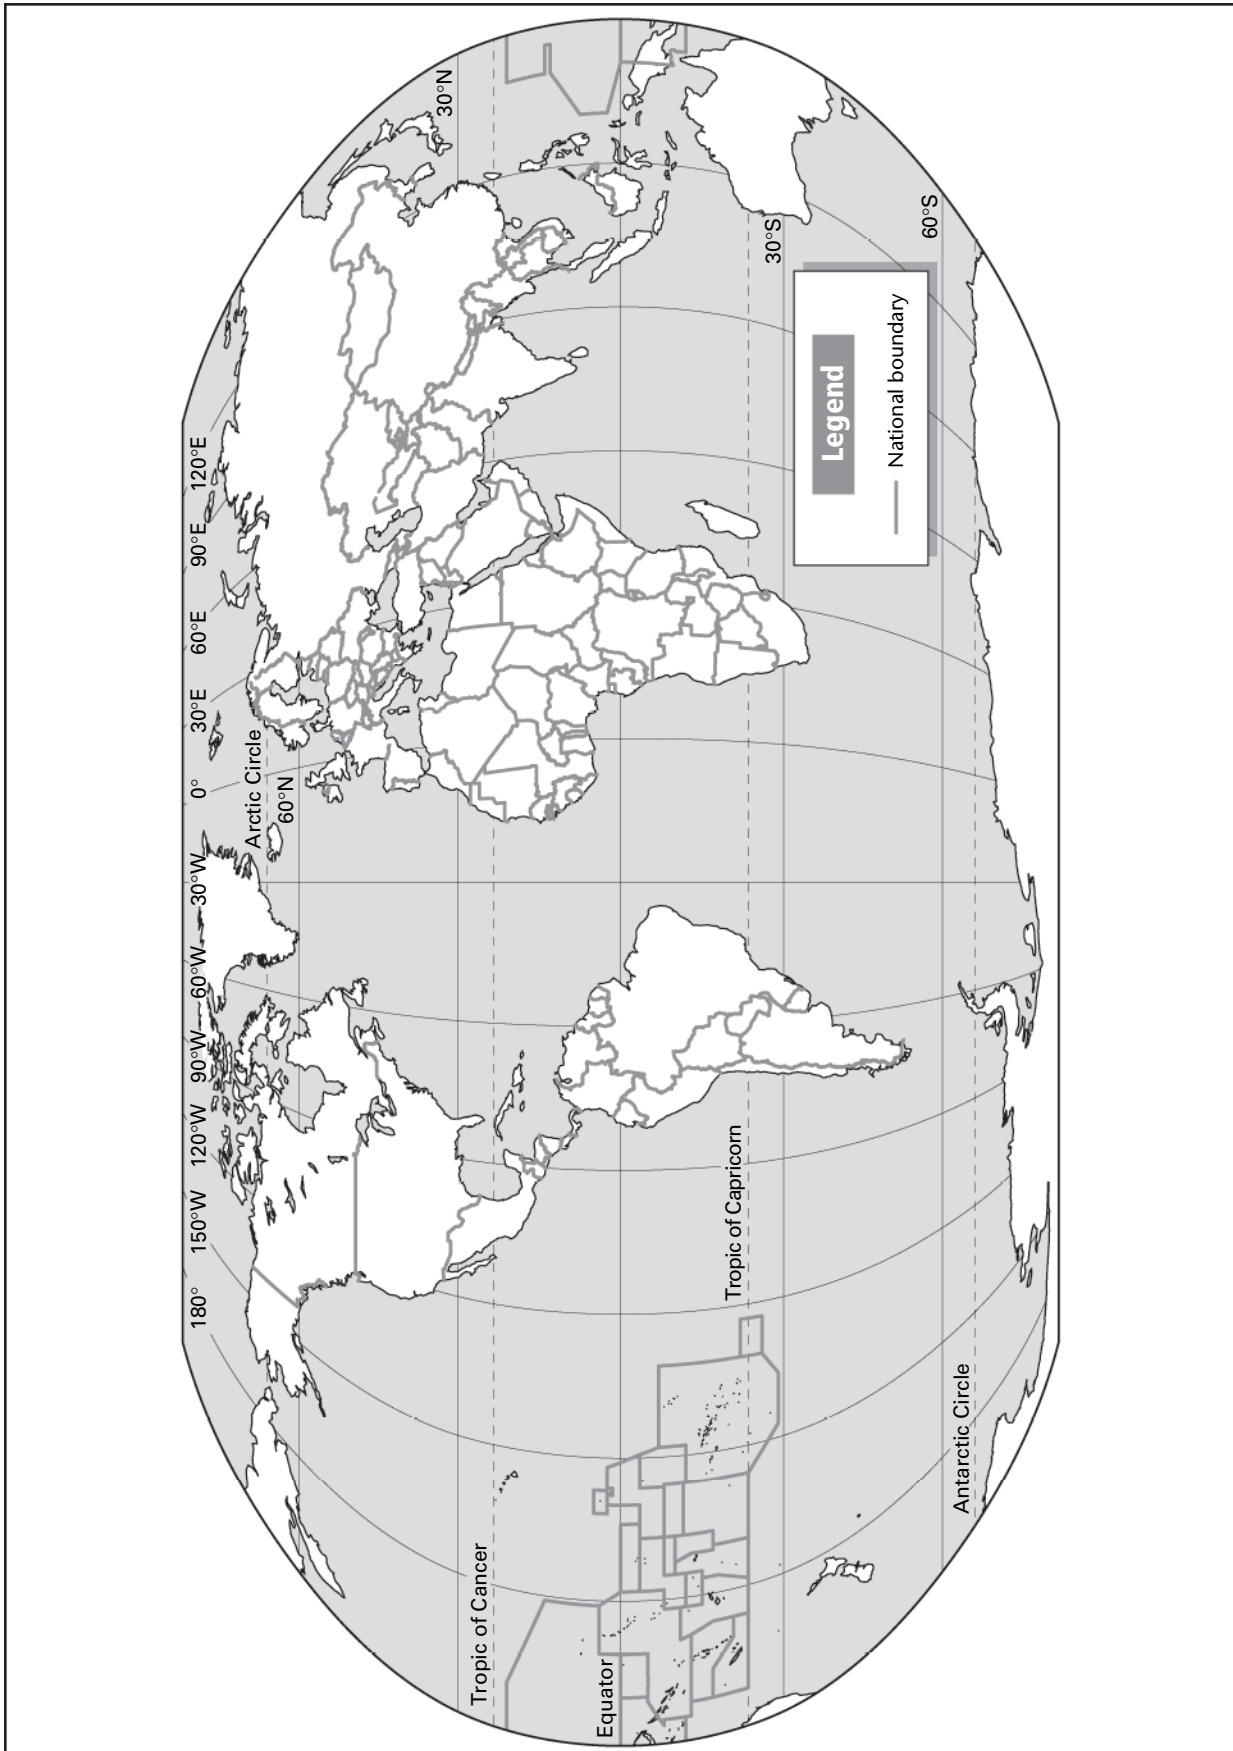 180°
150°W
120°W
90°W
60°W
30°W
0°
30°E
60°E
90°E
120°E
Arctic Circle
60°N
30°N
Tropic of Cancer
Equator
Tropic of Capricorn
30°S
60°S
Antarctic Circle
Legend
National boundary